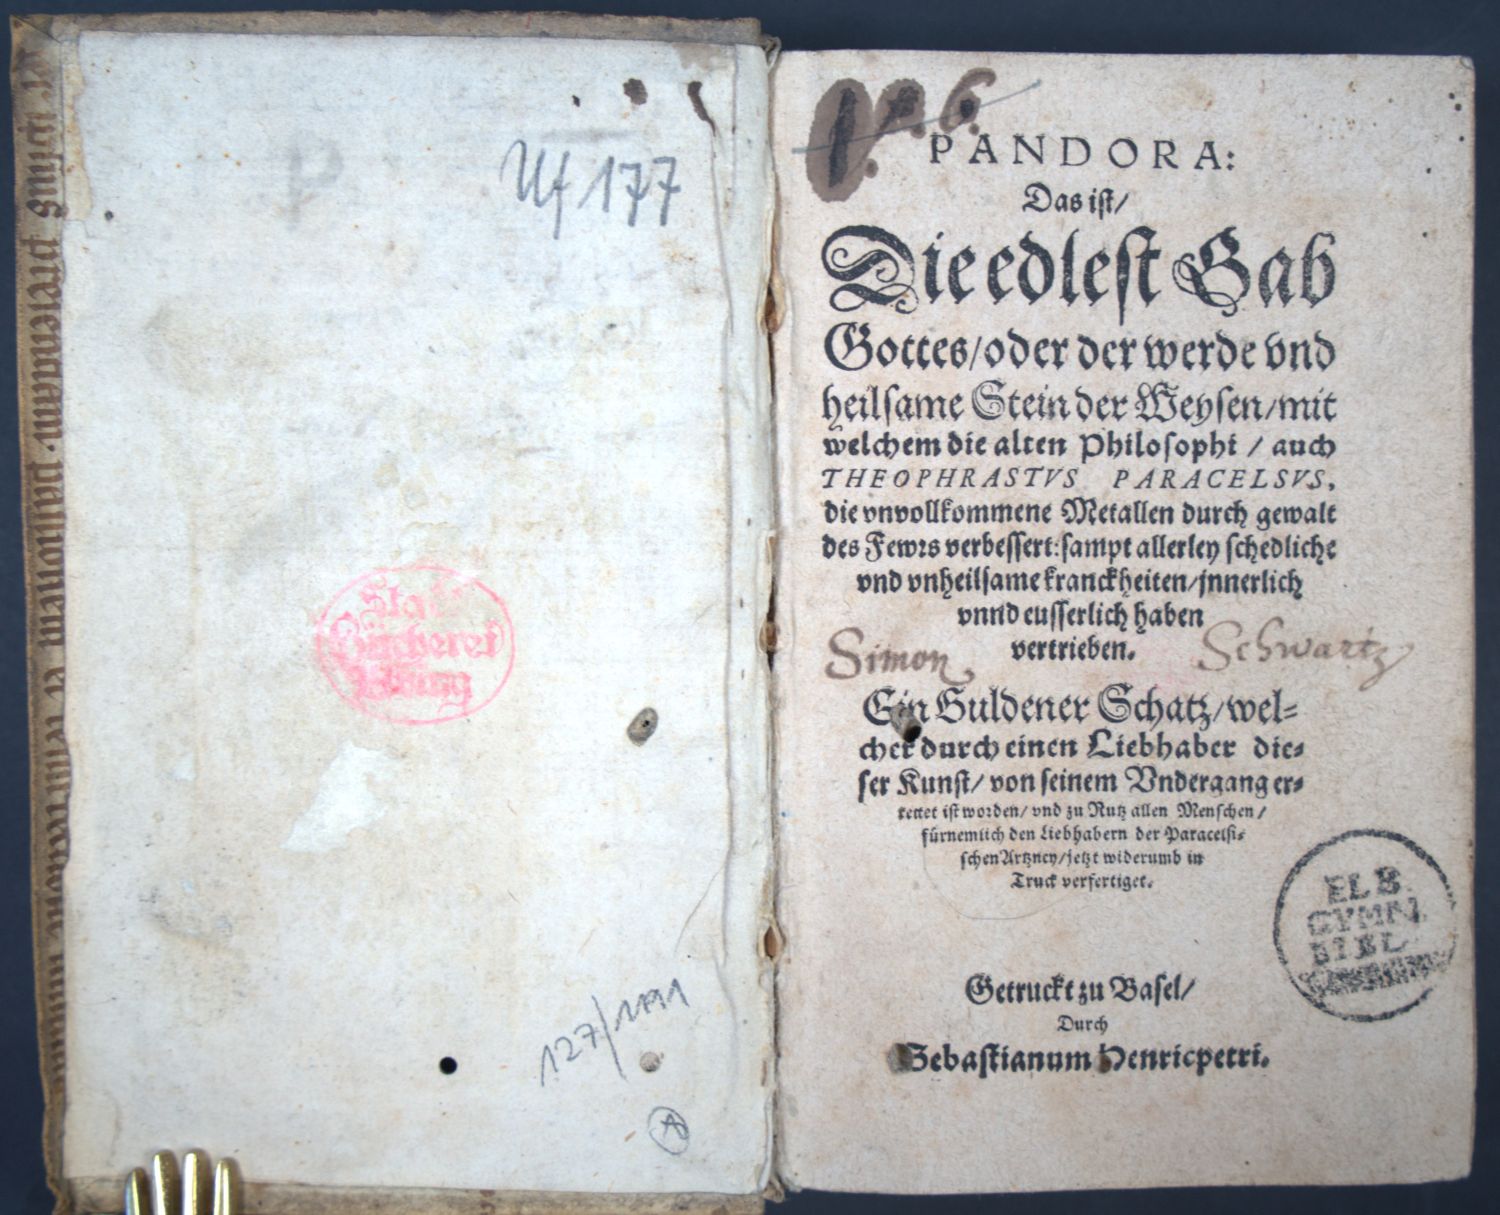 Uf 177
Stadt
Bücherei
Elbing
127/1891
A
PANDORA:
Das ist/
Die edlest Gab
Gottes/oder der werde vnd
heilsame Stein der Weysen/mit
welchem die alten Philosophi / auch
THEOPHRASTVS PARACELSVS,
die vnvollkommene Metallen durch gewalt
des Fewrs verbessert: sampt allerley schedliche
vnd vnheilsame kranckheiten/jnnerlich
vnnd eusserlich haben
vertrieben.
Simon Schwartz
Ein Guldener Schatz/wel-
cher durch einen Liebhaber die-
ser Kunst/ von seinem Vndergang er-
rettet ist worden/ vnd zu Nutz allen Menschen/
fürnemlich den Liebhabern der Paracelsi-
schen Artzney/jetzt widerumb in
Truck verfertiget.
ELB.
GYMN.
BIBL.
Getruckt zu Basel/
Durch
Sebastianum Henricpetri.